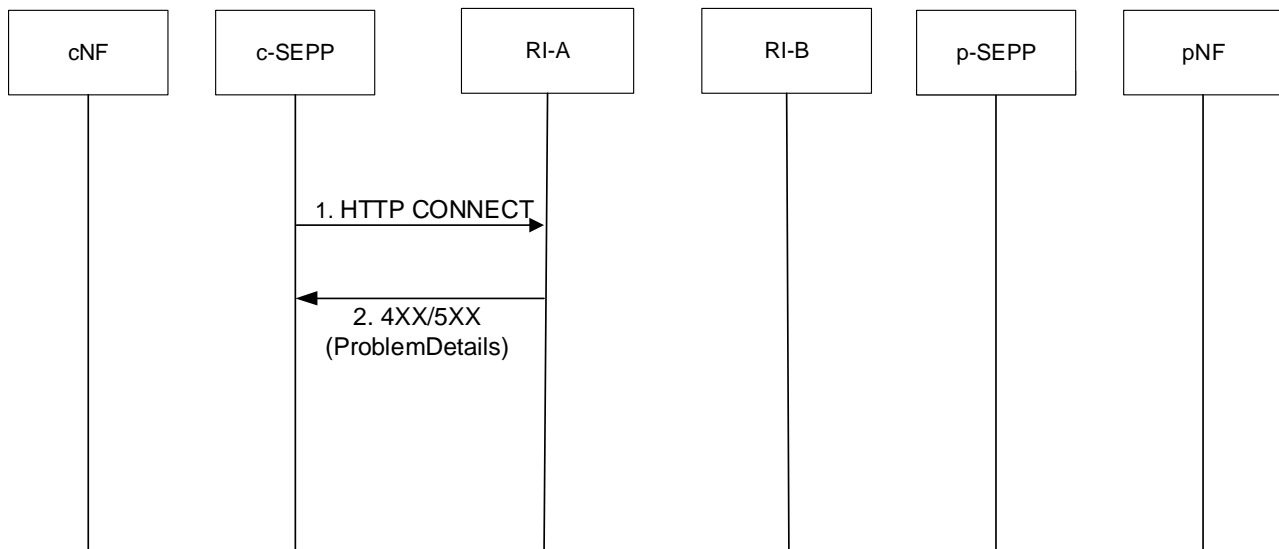 cNF
c-SEPP
RI-A
RI-B
p-SEPP
pNF
1. HTTP CONNECT
2. 4XX/5XX
(ProblemDetails)